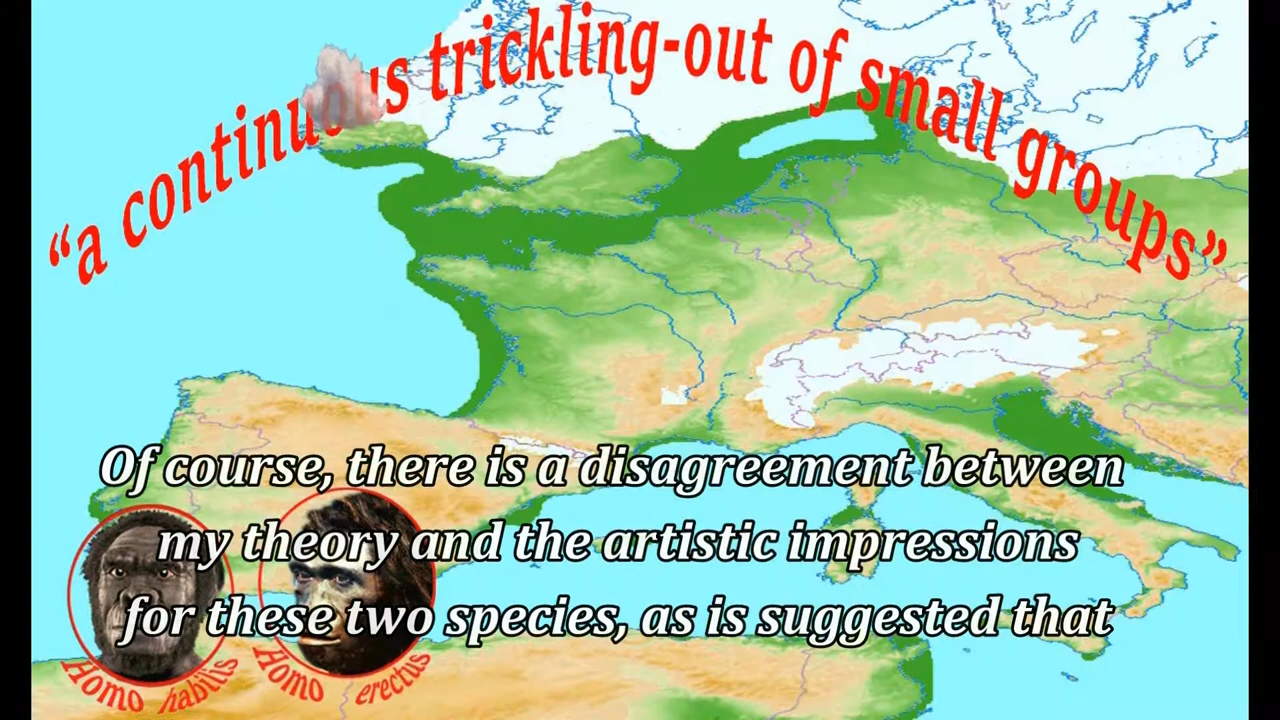 “a continuous trickling-out of small groups”
Of course, there is a disagreement between
my theory and the artistic impressions
for these two species, as is suggested that
Homo habilis
Homo erectus